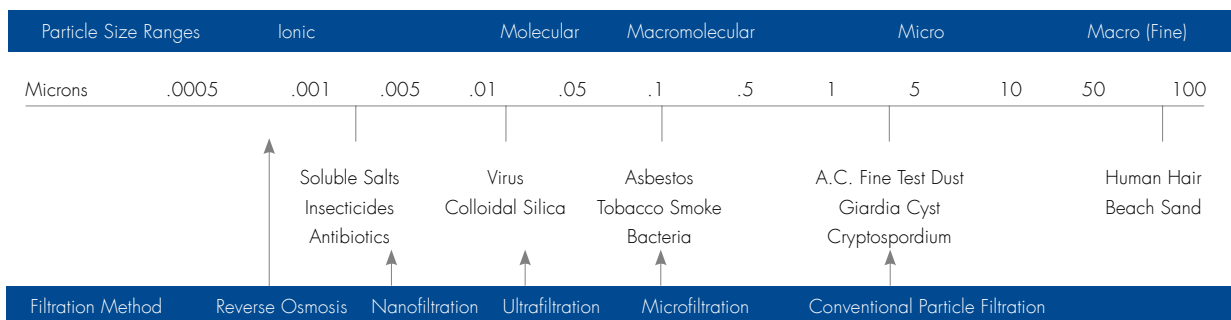 Particle Size Ranges Ionic Molecular Macromolecular Micro Macro (Fine)
Microns .0005 .001 .005 .01 .05 .1 .5 1 5 10 50 100
Soluble Salts Virus Asbestos A.C. Fine Test Dust Human Hair
Insecticides Colloidal Silica Tobacco Smoke Giardia Cyst Beach Sand
Antibiotics Bacteria Cryptospordium
Filtration Method Reverse Osmosis Nanofiltration Ultrafiltration Microfiltration Conventional Particle Filtration